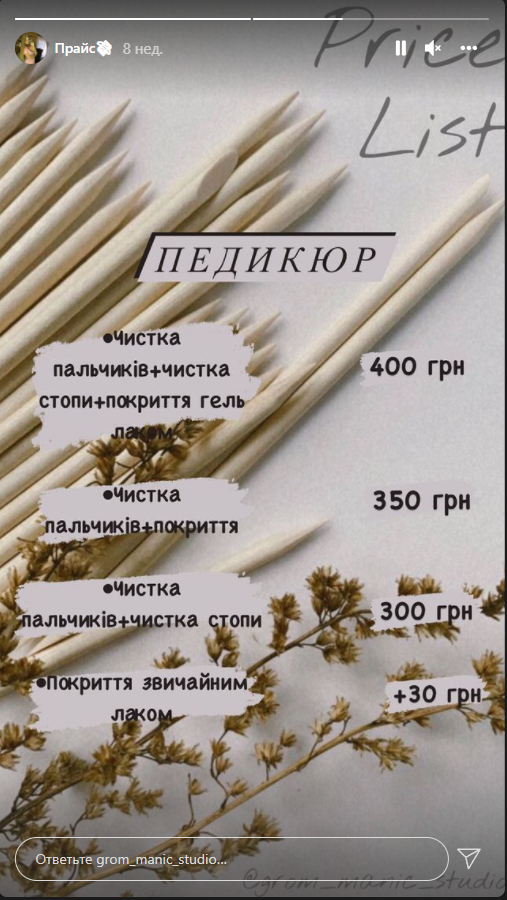 Прайс
8 нед.
Price
List
ПЕДИКЮР
•Чистка
пальчиків+чистка
стопи+покриття гель
лаком
400 грн
•Чистка
пальчиків+покриття
350 грн
•Чистка
пальчиків+чистка стопи
300 грн
•Покриття звичайним
лаком
+30 грн
Ответьте grom_manic_studio...
@grom_manic_studio